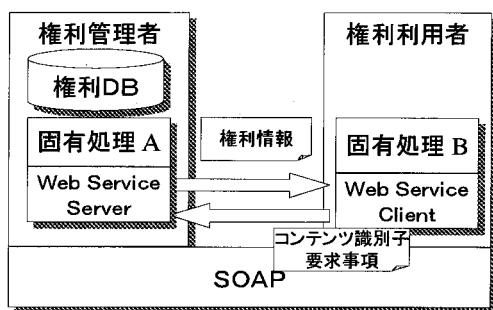 権利管理者
権利DB
固有処理 A
Web Service
Server
権利情報
権利利用者
固有処理 B
Web Service
Client
コンテンツ識別子
要求事項
SOAP